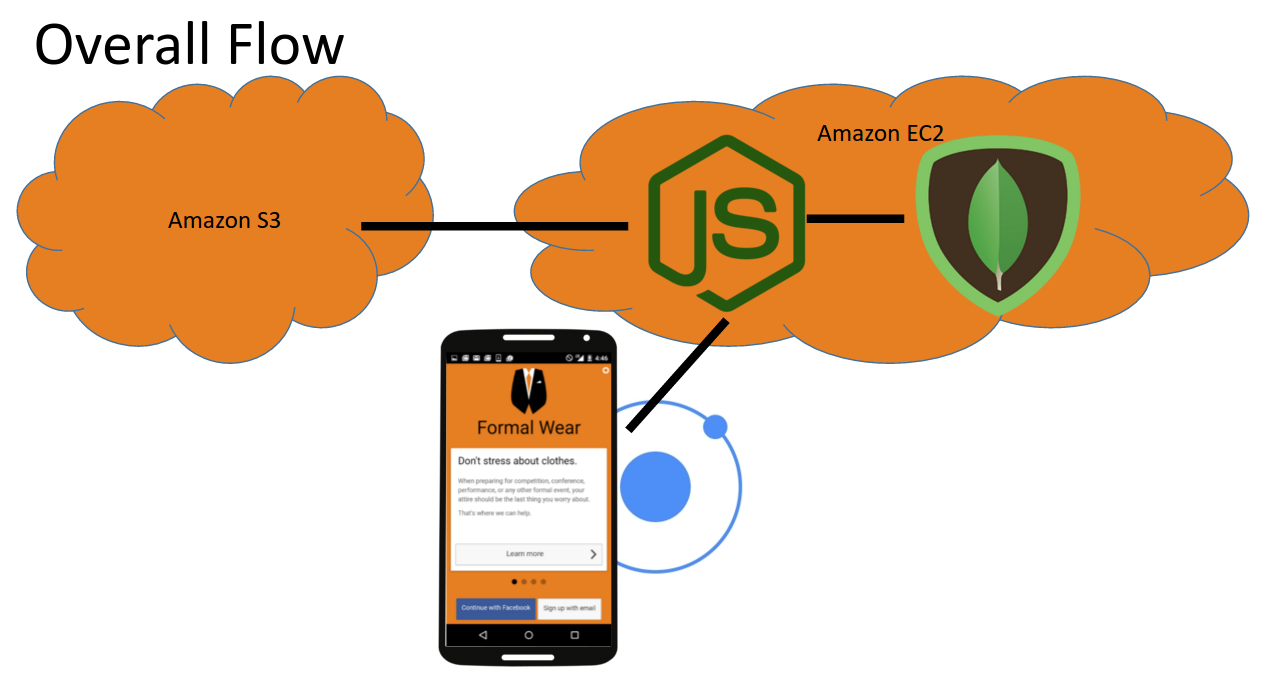 Overall Flow
Amazon S3
Amazon EC2
JS
4:46
Formal Wear
Don't stress about clothes.
When preparing for competition, conference,
performance, or any other formal event, your
attire should be the last thing you worry about.
That's where we can help.
Learn more
Continue with Facebook
Sign up with email